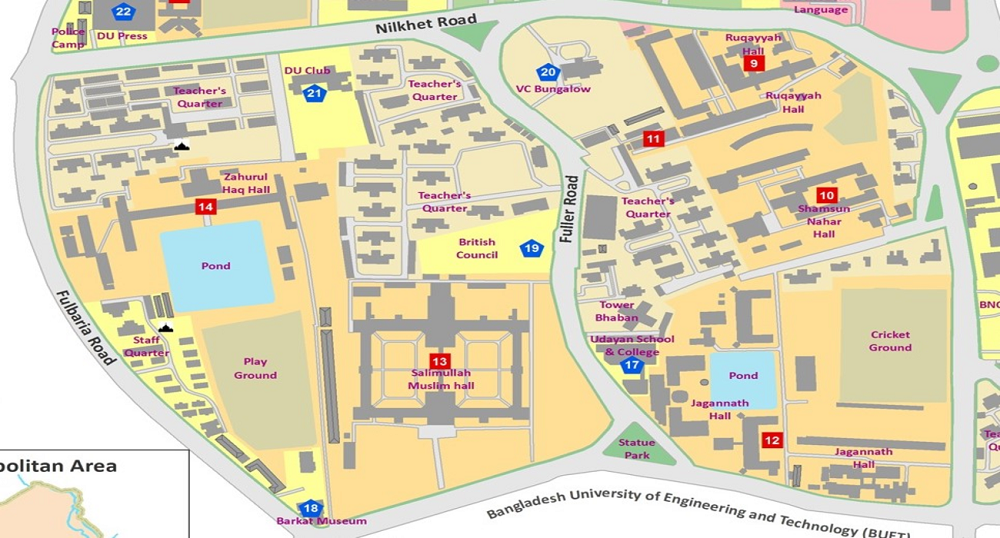 22
Police
Camp
DU Press
Nilkhet Road
Language
DU Club
21
Teacher's
Quarter
Teacher's
Quarter
20
VC Bungalow
Ruqayyah
Hall
9
Ruqayyah
Hall
11
Zahurul
Haq Hall
14
Teacher's
Quarter
Fuller Road
Teacher's
Quarter
10
Shamsun
Nahar
Hall
Pond
British
Council
19
Fulbaria Road
Staff
Quarter
Play
Ground
13
Salimullah
Muslim hall
Tower
Bhaban
Udayan School
& College
17
Pond
Jagannath
Hall
12
Cricket
Ground
Statue
Park
Jagannath
Hall
politan Area
18
Barkat Museum
Bangladesh University of Engineering and Technology (BUET)